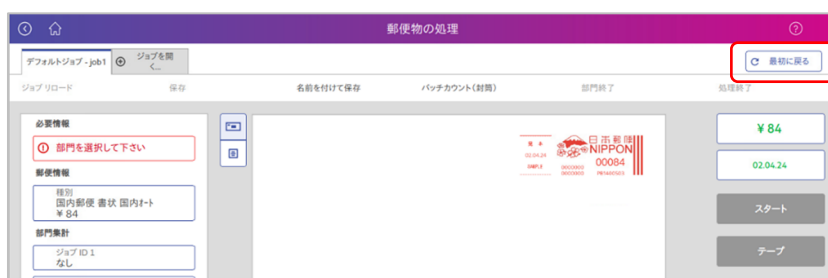 郵便物の処理
デフォルトジョブ - job1
ジョブを開
く...
最初に戻る
ジョブ リロード
保存
名前を付けて保存
バッチカウント(封筒)
部門終了
処理終了
必要情報
部門を選択して下さい
郵便情報
種別
国内郵便 書状 国内ｵｰﾄ
¥ 84
部門集計
ジョブ ID 1
なし
見 本
02.04.24
SAMPLE
日本郵便
NIPPON
00084
¥ 84
02.04.24
スタート
テープ